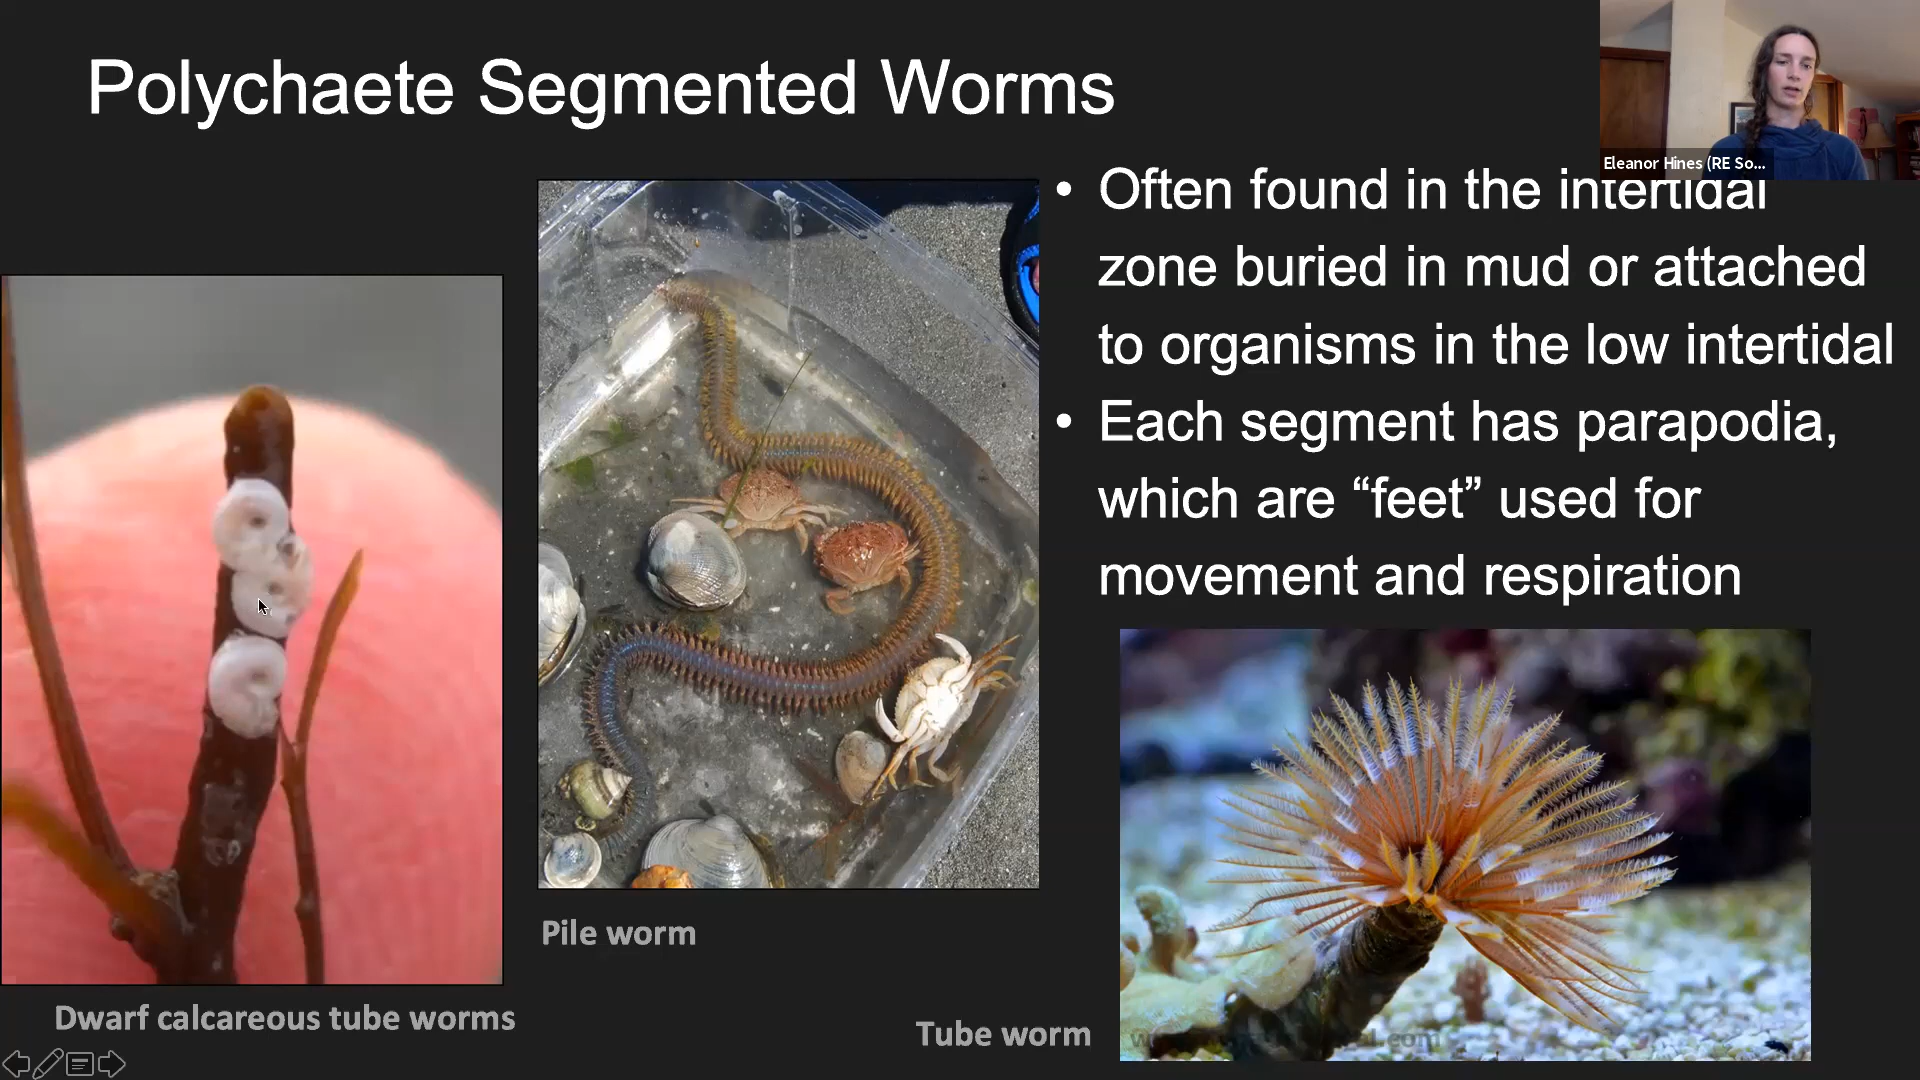 Polychaete Segmented Worms
Eleanor Hines (RE So...
• Often found in the intertidal
zone buried in mud or attached
to organisms in the low intertidal
• Each segment has parapodia,
which are “feet” used for
movement and respiration
Pile worm
Dwarf calcareous tube worms
Tube worm